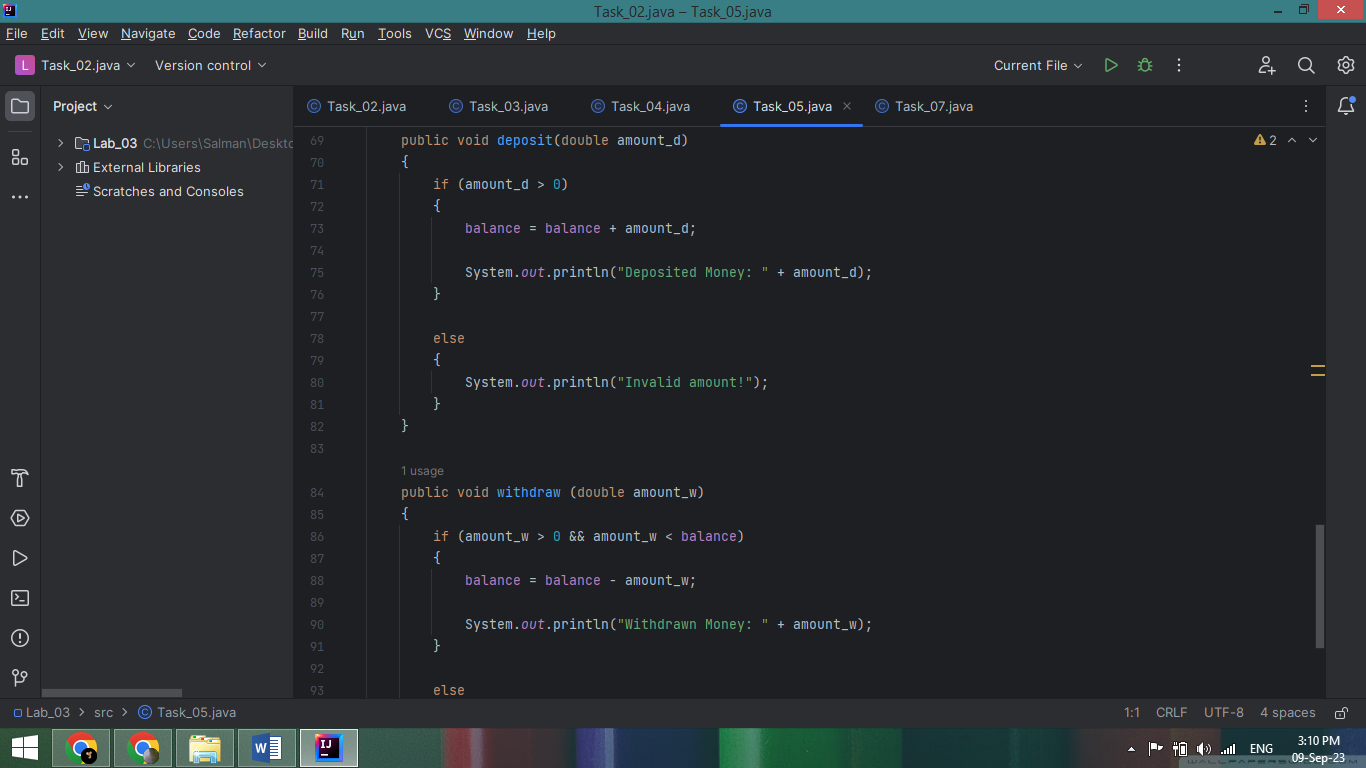 Task_02.java – Task_05.java
File Edit View Navigate Code Refactor Build Run Tools VCS Window Help
L Task_02.java Version control Current File
Project
Task_02.java Task_03.java Task_04.java Task_05.java Task_07.java
Lab_03 C:\Users\Salman\Deskto
External Libraries
Scratches and Consoles
2
69 public void deposit(double amount_d)
70 {
71 if (amount_d > 0)
72 {
73 balance = balance + amount_d;
74
75 System.out.println("Deposited Money: " + amount_d);
76 }
77
78 else
79 {
80 System.out.println("Invalid amount!");
81 }
82 }
83
1 usage
84 public void withdraw (double amount_w)
85 {
86 if (amount_w > 0 && amount_w < balance)
87 {
88 balance = balance - amount_w;
89
90 System.out.println("Withdrawn Money: " + amount_w);
91 }
92
93 else
Lab_03 > src > Task_05.java 1:1 CRLF UTF-8 4 spaces
ENG
3:10 PM
09-Sep-23